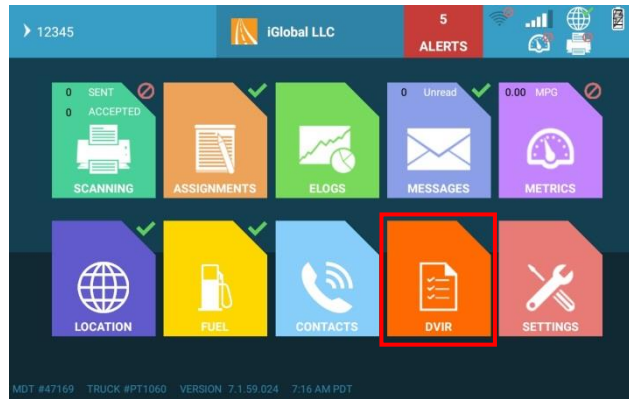 12345
iGlobal LLC
5
ALERTS
0 SENT
0 ACCEPTED
0 Unread
0.00 MPG
SCANNING
ASSIGNMENTS
ELOGS
MESSAGES
METRICS
LOCATION
FUEL
CONTACTS
DVIR
SETTINGS
MDT #47169 TRUCK #PT1060 VERSION 7.1.59.024 7:16 AM PDT